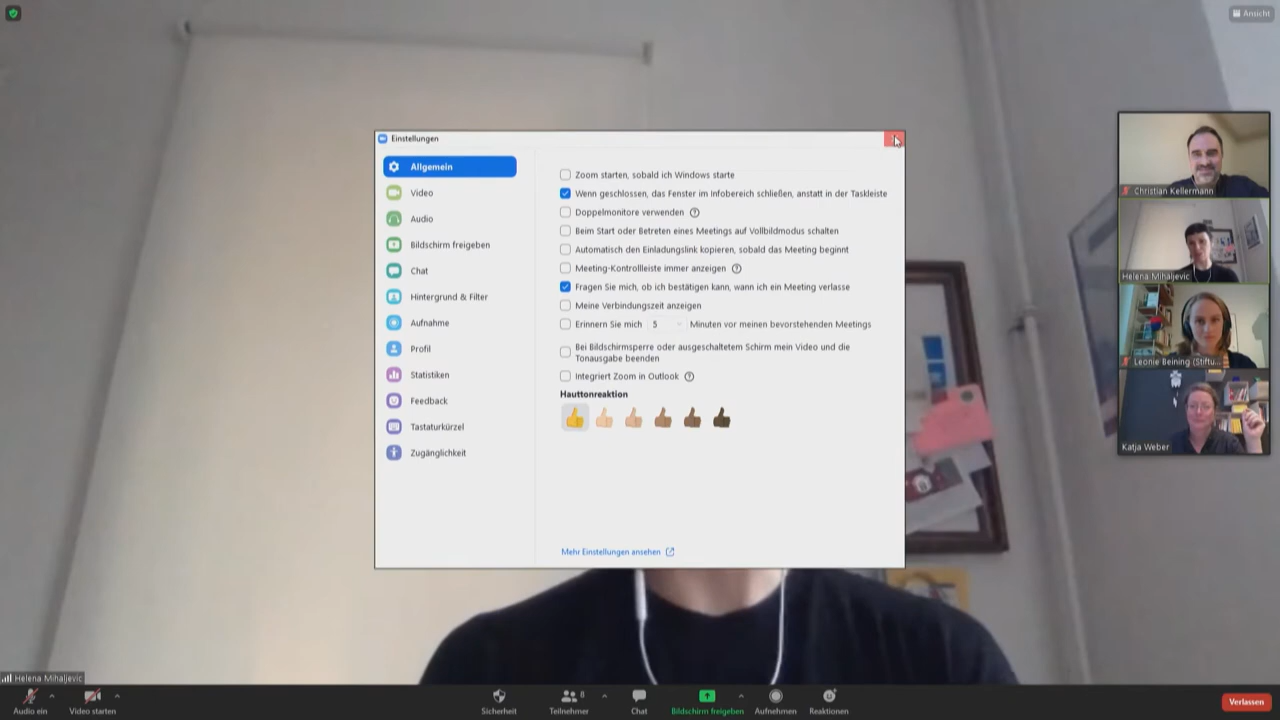 Ansicht
Einstellungen
Allgemein
Video
Audio
Bildschirm freigeben
Chat
Hintergrund & Filter
Aufnahme
Profil
Statistiken
Feedback
Tastaturkürzel
Zugänglichkeit
Zoom starten, sobald ich Windows starte
Wenn geschlossen, das Fenster im Infobereich schließen, anstatt in der Taskleiste
Doppelmonitore verwenden
Beim Start oder Betreten eines Meetings auf Vollbildmodus schalten
Automatisch den Einladungslink kopieren, sobald das Meeting beginnt
Meeting-Kontrollleiste immer anzeigen
Fragen Sie mich, ob ich bestätigen kann, wann ich ein Meeting verlasse
Meine Verbindungszeit anzeigen
Erinnern Sie mich 5 Minuten vor meinen bevorstehenden Meetings
Bei Bildschirmsperre oder ausgeschaltetem Schirm mein Video und die
Tonausgabe beenden
Integriert Zoom in Outlook
Hauttonreaktion
Mehr Einstellungen ansehen
Christian Kellermann
Helena Mihaljevic
Leonie Beining (Stiftu...
Katja Weber
Helena Mihaljevic
Audio ein
Video starten
Sicherheit
8
Teilnehmer
Chat
Bildschirm freigeben
Aufnehmen
Reaktionen
Verlassen